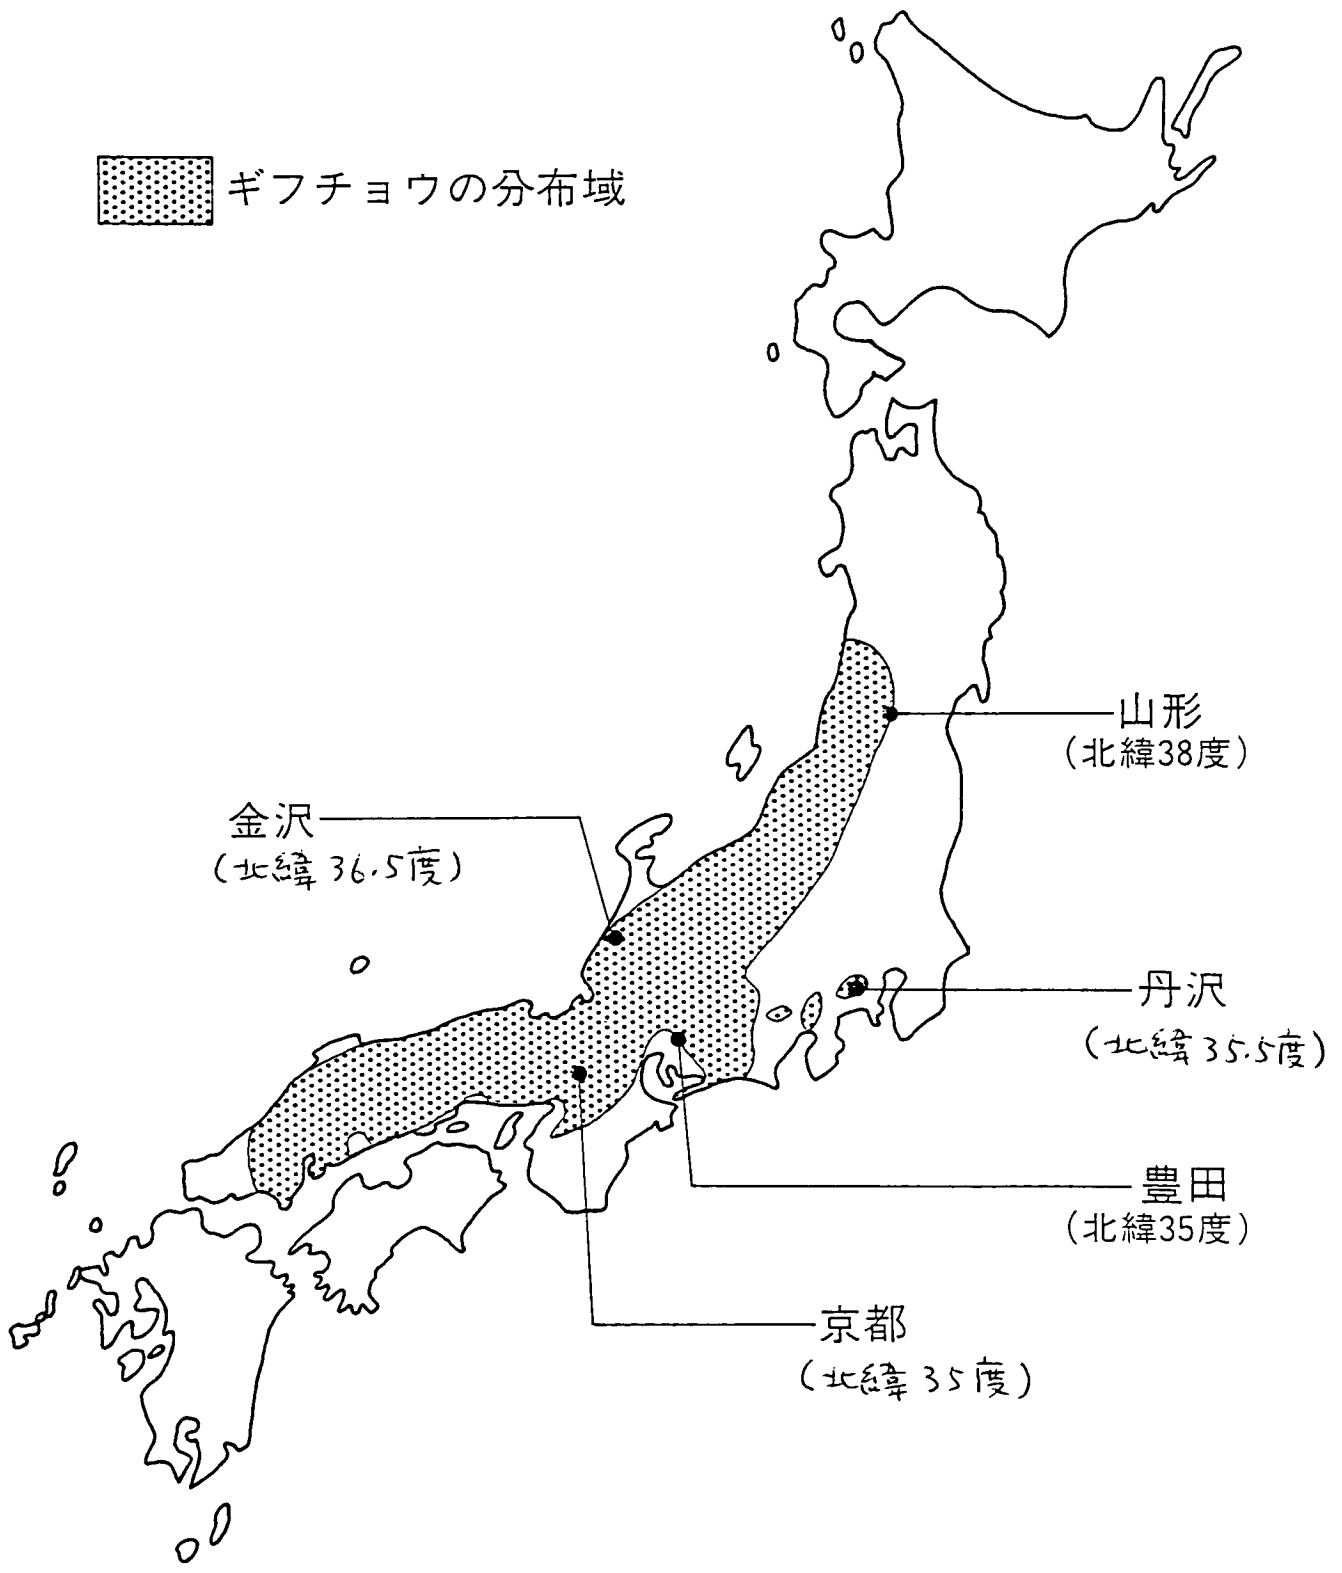 ギフチョウの分布域
山形
(北緯38度)
金沢
(北緯36.5度)
丹沢
(北緯35.5度)
豊田
(北緯35度)
京都
(北緯35度)